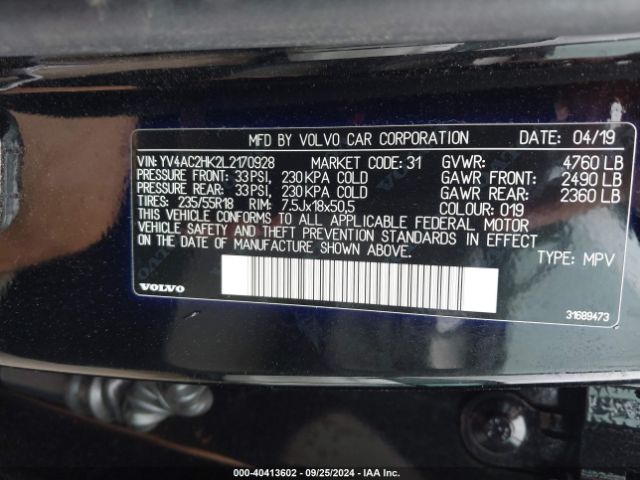 MFD BY VOLVO CAR CORPORATION DATE: 04/19
VIN: YV4AC2HK2L2170928 MARKET CODE: 31 GVWR: 4760 LB
PRESSURE FRONT: 33PSI, 230 KPA COLD GAWR FRONT: 2490 LB
PRESSURE REAR: 33PSI, 230 KPA COLD GAWR REAR: 2360 LB
TIRES: 235/55R18 RIM: 7.5Jx18x50,5 COLOUR: 019
THIS VEHICLE CONFORMS TO ALL APPLICABLE FEDERAL MOTOR
VEHICLE SAFETY AND THEFT PREVENTION STANDARDS IN EFFECT
ON THE DATE OF MANUFACTURE SHOWN ABOVE.
TYPE: MPV
VOLVO
31689473
000-40413602 - 09/25/2024 - IAA Inc.